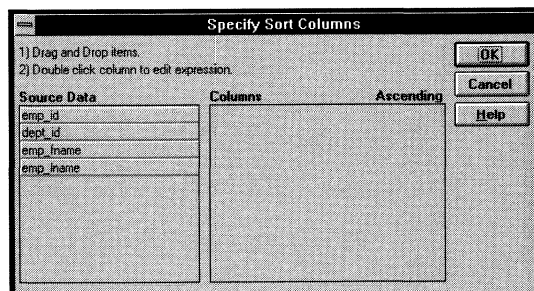 Specify Sort Columns
1) Drag and Drop items.
2) Double click column to edit expression.
OK
Cancel
Help
Source Data
Columns Ascending
emp_id
dept_id
emp_fname
emp_lname